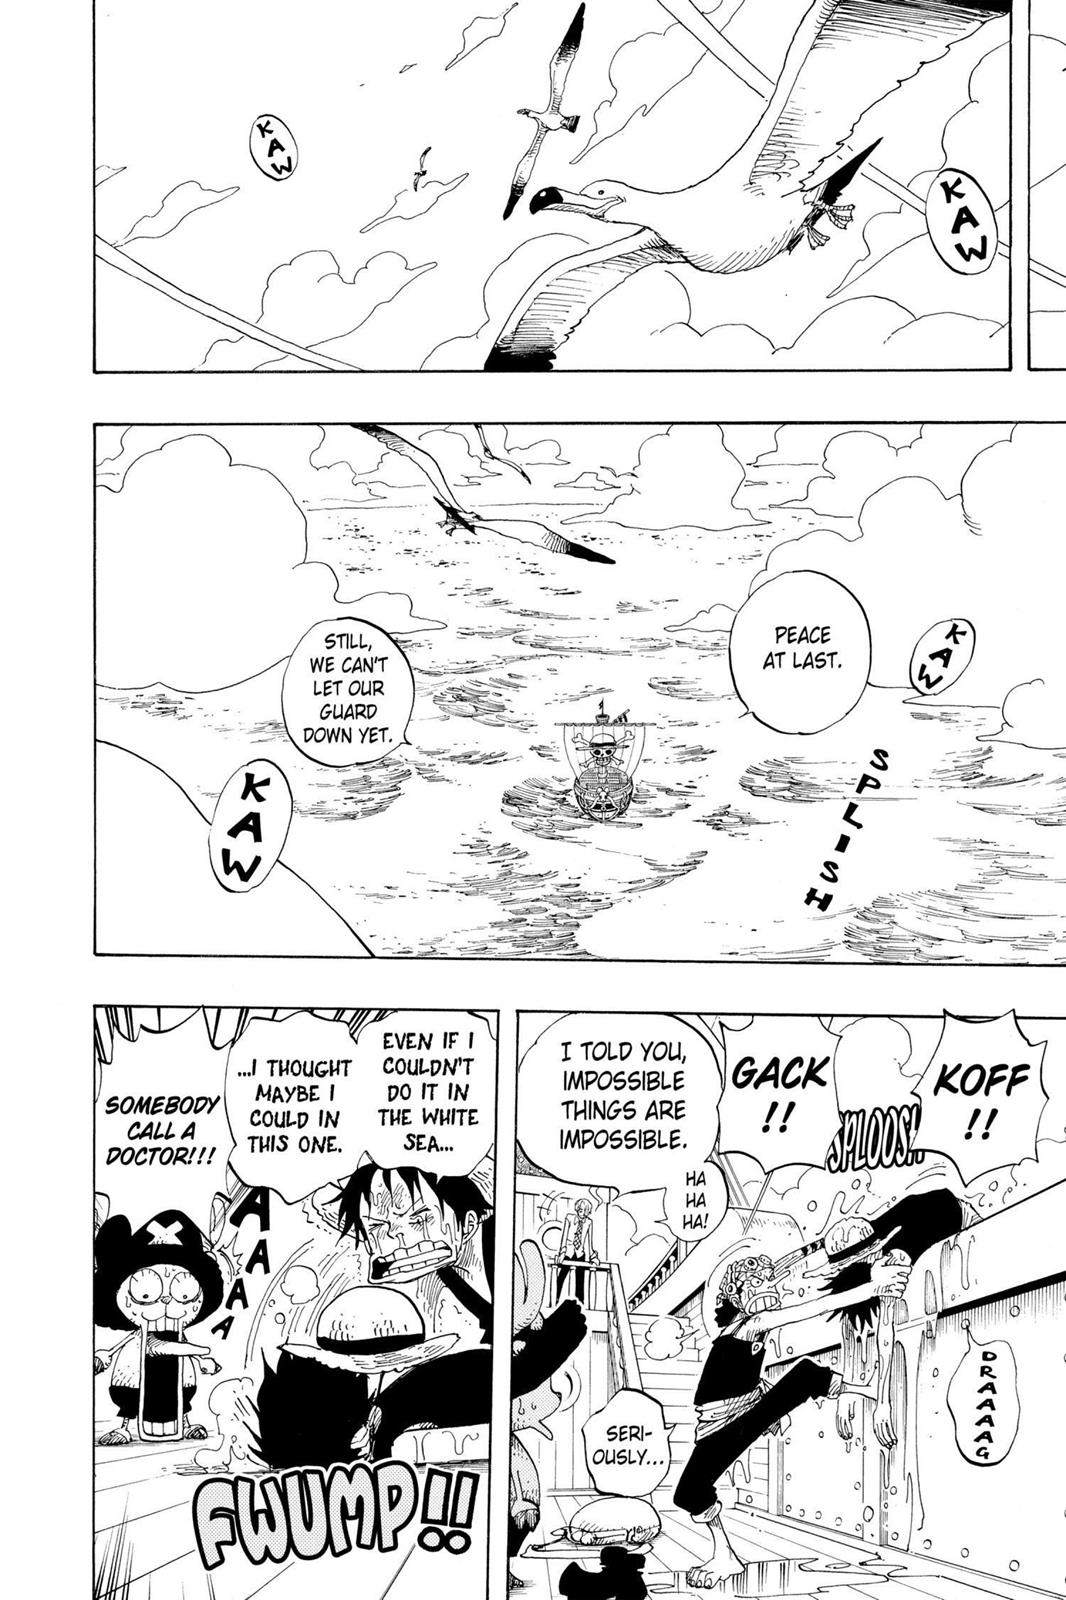 KAW
KAW
PEACE
AT LAST.
KAW
SPLISH
STILL,
WE CAN'T
LET OUR
GUARD
DOWN YET.
KAW
KOFF
!!
SPLOOSH
GACK
!!
I TOLD YOU,
IMPOSSIBLE
THINGS ARE
IMPOSSIBLE.
HA
HA
HA!
DRAAAAG
SERI-
OUSLY...
EVEN IF I
COULDN'T
DO IT IN
THE WHITE
SEA...
...I THOUGHT
MAYBE I
COULD IN
THIS ONE.
SOMEBODY
CALL A
DOCTOR!!!
AAAAA
FWUMP!!